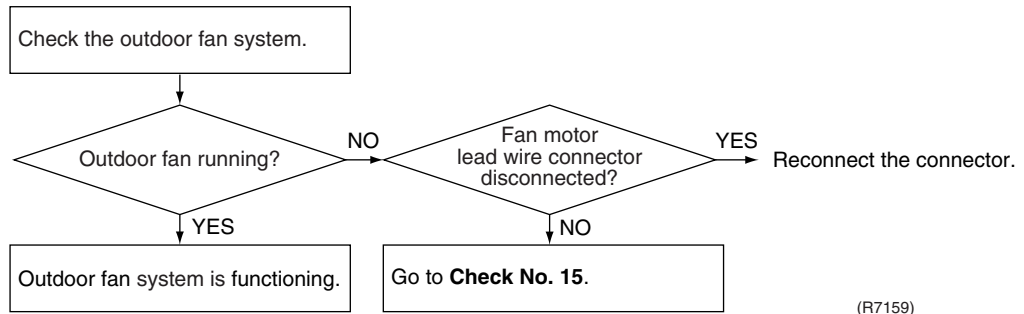 Check the outdoor fan system.
Outdoor fan running?
NO
Fan motor
lead wire connector
disconnected?
YES
Reconnect the connector.
YES
NO
Outdoor fan system is functioning.
Go to Check No. 15.
(R7159)